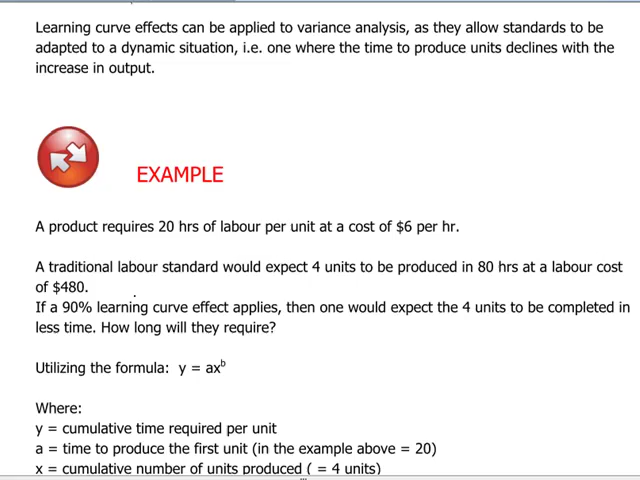 Learning curve effects can be applied to variance analysis, as they allow standards to be
adapted to a dynamic situation, i.e. one where the time to produce units declines with the
increase in output.
EXAMPLE
A product requires 20 hrs of labour per unit at a cost of $6 per hr.
A traditional labour standard would expect 4 units to be produced in 80 hrs at a labour cost
of $480.
If a 90% learning curve effect applies, then one would expect the 4 units to be completed in
less time. How long will they require?
Utilizing the formula: y = axᵇ
Where:
y = cumulative time required per unit
a = time to produce the first unit (in the example above = 20)
x = cumulative number of units produced ( = 4 units)